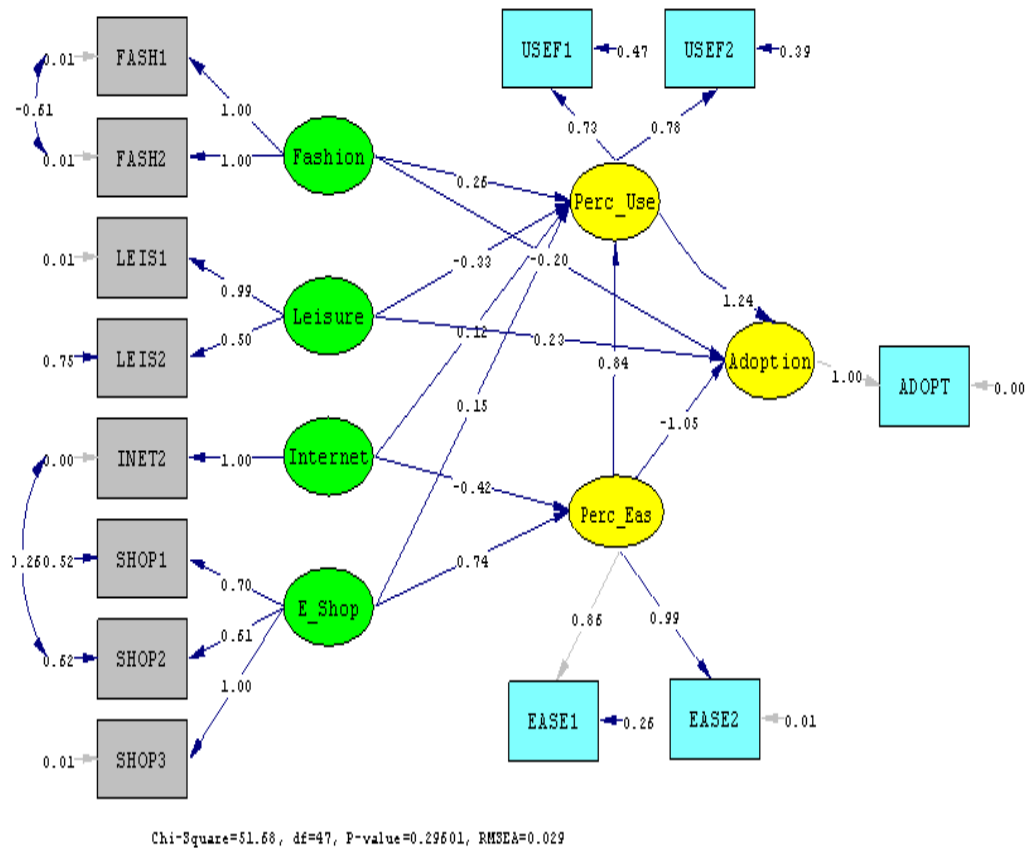 0.01
FASH1
-0.61
0.01
FASH2
1.00
1.00
Fashion
0.01
LEIS1
0.99
Leisure
0.50
0.75
LEIS2
0.00
INET2
1.00
Internet
0.26
0.52
SHOP1
0.70
E_Shop
0.61
0.62
SHOP2
1.00
0.01
SHOP3
USEF1
0.47
USEF2
0.39
0.73
0.78
0.26
Perc_Use
-0.33
-0.20
0.12
0.23
0.15
0.84
1.24
Adoption
1.00
ADOPT
0.00
-1.05
-0.42
Perc_Eas
0.74
0.86
0.99
EASE1
0.26
EASE2
0.01
Chi-Square=51.68, df=47, P-value=0.29601, RMSEA=0.029